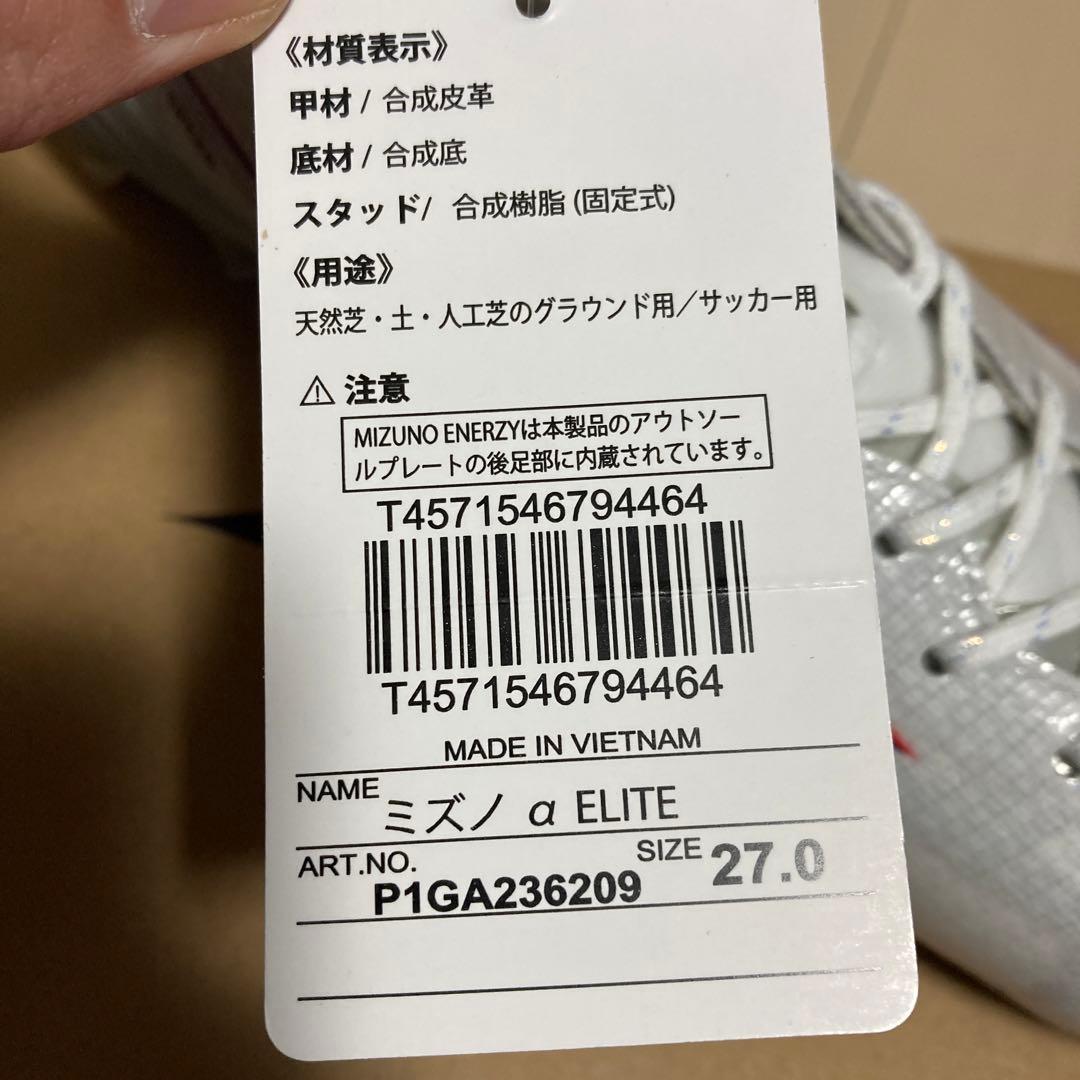 《材質表示》
甲材 / 合成皮革
底材 / 合成底
スタッド/ 合成樹脂 (固定式)
《用途》
天然芝・土・人工芝のグラウンド用／サッカー用
⚠ 注意
MIZUNO ENERZYは本製品のアウトソー
ルプレートの後足部に内蔵されています。
T4571546794464
T4571546794464
MADE IN VIETNAM
NAME ミズノ α ELITE
ART.NO. P1GA236209 SIZE 27.0